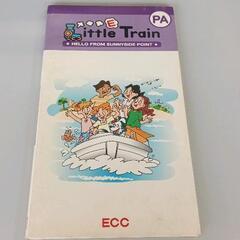 PA
Little Train
HELLO FROM SUNNYSIDE POINT
ECC